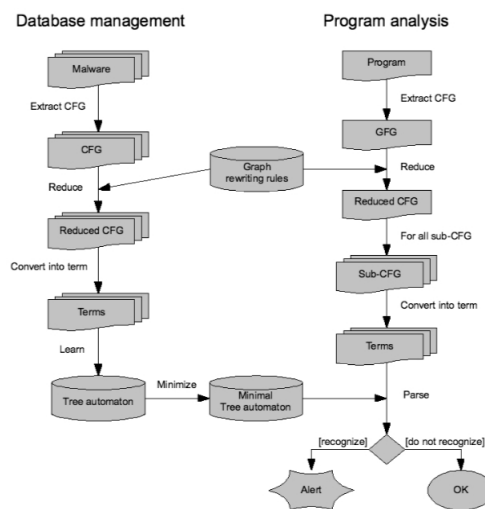 Database management
Malware
Extract CFG
CFG
Reduce
Reduced CFG
Convert into term
Terms
Learn
Tree automaton
Minimize
Graph
rewriting rules
Minimal
Tree automaton
Program analysis
Program
Extract CFG
GFG
Reduce
Reduced CFG
For all sub-CFG
Sub-CFG
Convert into term
Terms
Parse
[recognize]
[do not recognize]
Alert
OK